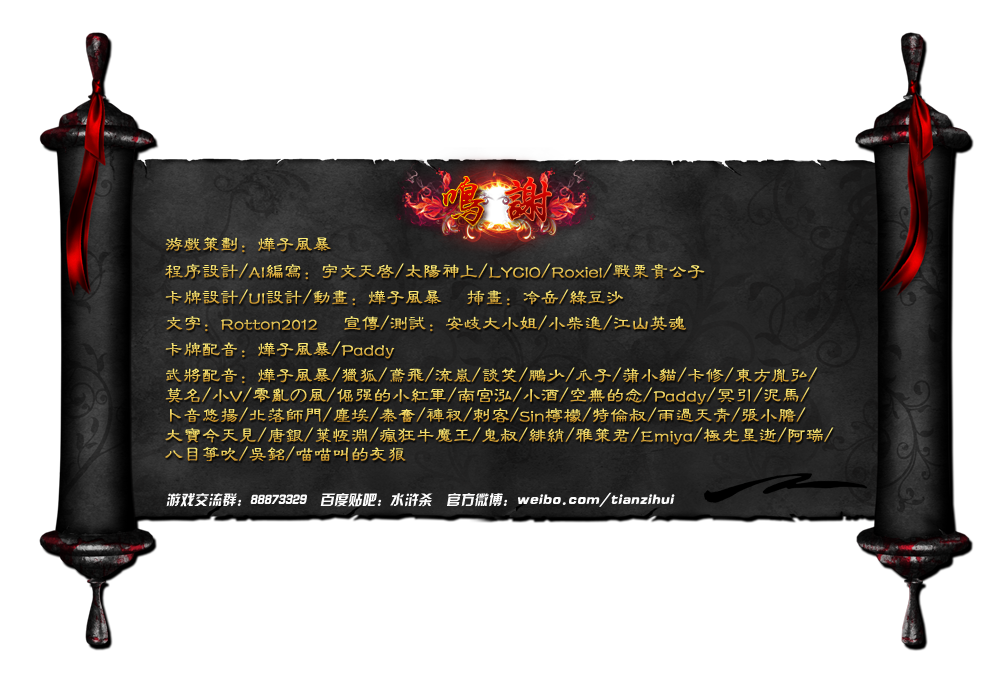 鳴謝
游戲策劃：燁子風暴
程序設計/AI編寫：宇文天啓/太陽神上/LYCIO/Roxiel/戰栗貴公子
卡牌設計/UI設計/動畫：燁子風暴 插畫：冷岳/綠豆沙
文字：Rotton2012 宣傳/測試：安歧大小姐/小柴進/江山英魂
卡牌配音：燁子風暴/Paddy
武將配音：燁子風暴/獵狐/鳶飛/流嵐/談笑/鵬少/爪子/蒲小貓/卡修/東方胤弘/
莫名/小V/零亂の風/倔强的小紅軍/南宮泓/小酒/空無的念/Paddy/冥引/泥馬/
卜音悠揚/北落師門/塵埃/秦奮/褲衩/刺客/Sin檸檬/特倫叔/雨過天青/張小膽/
大寶今天見/唐銀/葉恆淵/瘋狂牛魔王/鬼叔/緋綃/雅萊君/Emiya/極光星逝/阿瑞/
八目箏吹/吳銘/喵喵叫的夜狼
游戏交流群：88873329 百度贴吧：水浒杀 官方微博：weibo.com/tianzihui